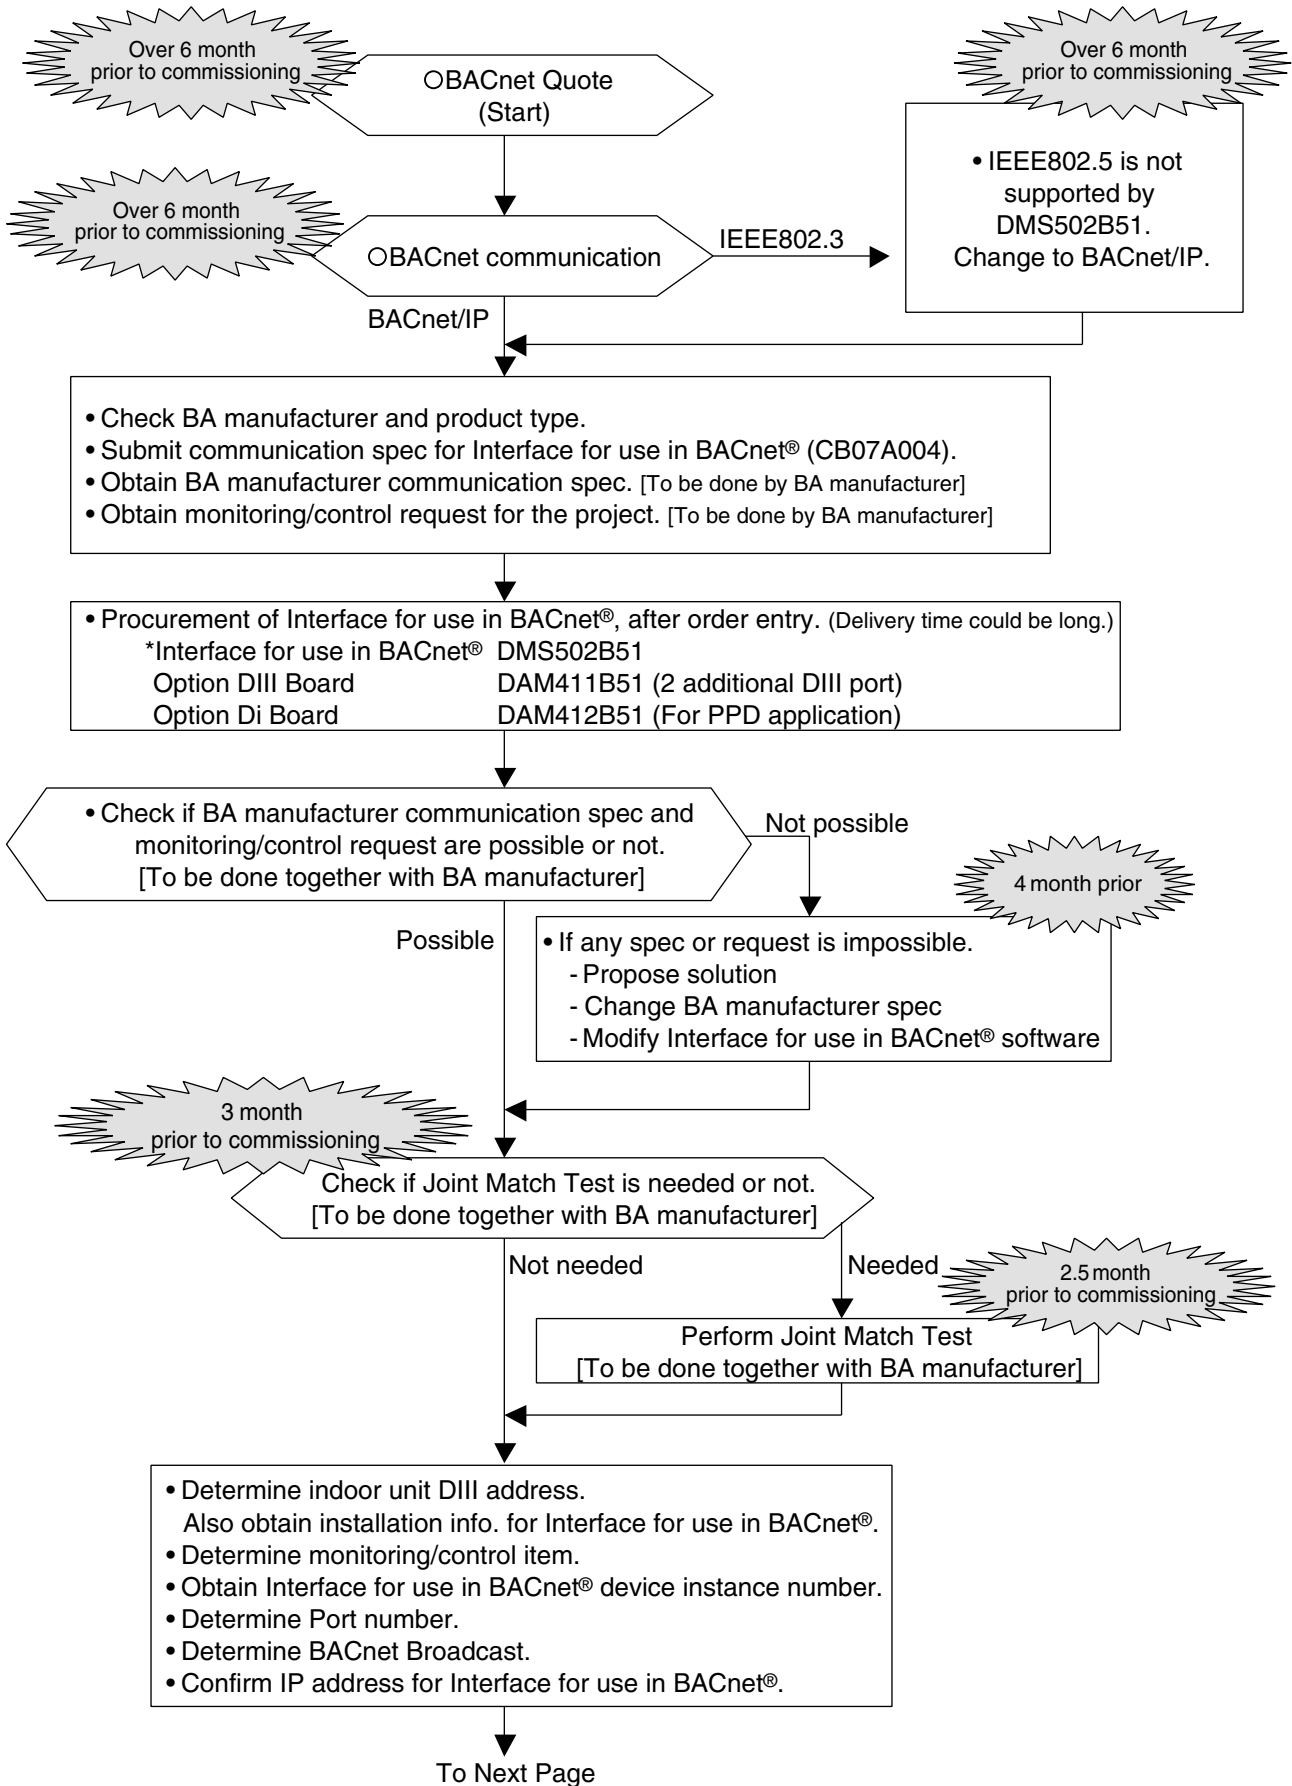 Over 6 month
prior to commissioning
○BACnet Quote
(Start)
Over 6 month
prior to commissioning
• IEEE802.5 is not
supported by
DMS502B51.
Change to BACnet/IP.
Over 6 month
prior to commissioning
○BACnet communication
IEEE802.3
BACnet/IP
• Check BA manufacturer and product type.
• Submit communication spec for Interface for use in BACnet® (CB07A004).
• Obtain BA manufacturer communication spec. [To be done by BA manufacturer]
• Obtain monitoring/control request for the project. [To be done by BA manufacturer]
• Procurement of Interface for use in BACnet®, after order entry. (Delivery time could be long.)
*Interface for use in BACnet® DMS502B51
Option DIII Board DAM411B51 (2 additional DIII port)
Option Di Board DAM412B51 (For PPD application)
• Check if BA manufacturer communication spec and
monitoring/control request are possible or not.
[To be done together with BA manufacturer]
Not possible
Possible
4 month prior
• If any spec or request is impossible.
- Propose solution
- Change BA manufacturer spec
- Modify Interface for use in BACnet® software
3 month
prior to commissioning
Check if Joint Match Test is needed or not.
[To be done together with BA manufacturer]
Not needed
Needed
2.5 month
prior to commissioning
Perform Joint Match Test
[To be done together with BA manufacturer]
• Determine indoor unit DIII address.
Also obtain installation info. for Interface for use in BACnet®.
• Determine monitoring/control item.
• Obtain Interface for use in BACnet® device instance number.
• Determine Port number.
• Determine BACnet Broadcast.
• Confirm IP address for Interface for use in BACnet®.
To Next Page